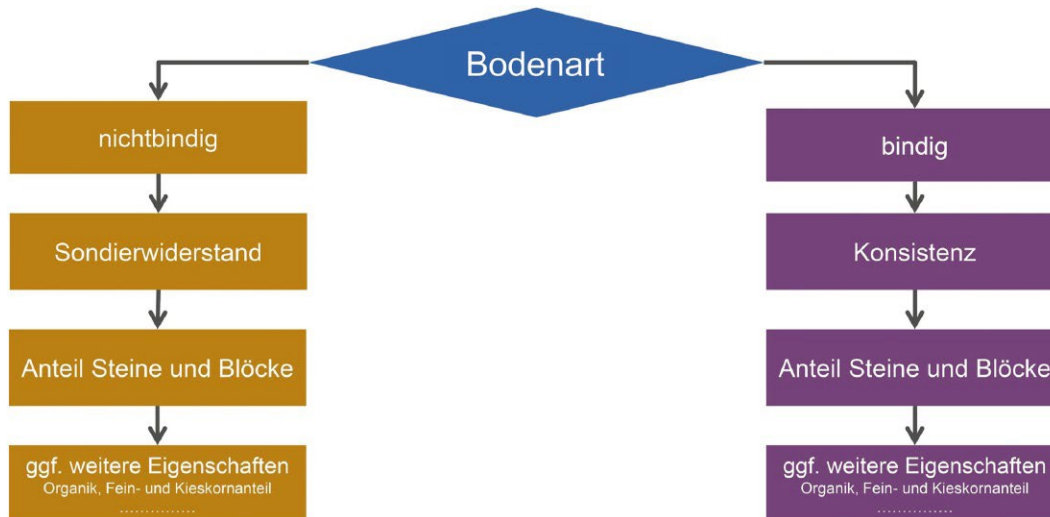 Bodenart
nichtbindig
Sondierwiderstand
Anteil Steine und Blöcke
ggf. weitere Eigenschaften
Organik, Fein- und Kieskornanteil
...............
bindig
Konsistenz
Anteil Steine und Blöcke
ggf. weitere Eigenschaften
Organik, Fein- und Kieskornanteil
...............